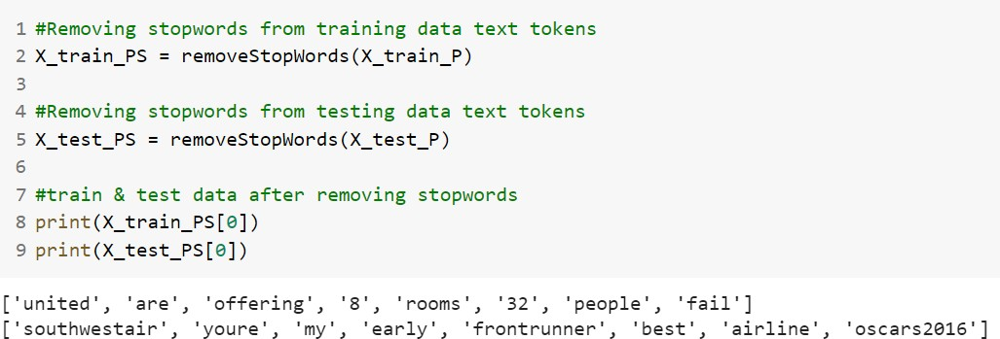 1 #Removing stopwords from training data text tokens
2 X_train_PS = removeStopWords(X_train_P)
3
4 #Removing stopwords from testing data text tokens
5 X_test_PS = removeStopWords(X_test_P)
6
7 #train & test data after removing stopwords
8 print(X_train_PS[0])
9 print(X_test_PS[0])
['united', 'are', 'offering', '8', 'rooms', '32', 'people', 'fail']
['southwestair', 'youre', 'my', 'early', 'frontrunner', 'best', 'airline', 'oscars2016']